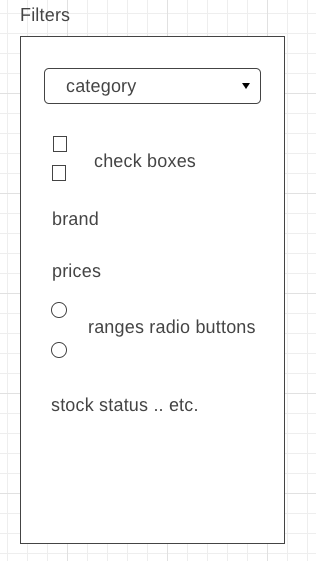 Filters
category
check boxes
brand
prices
ranges radio buttons
stock status .. etc.